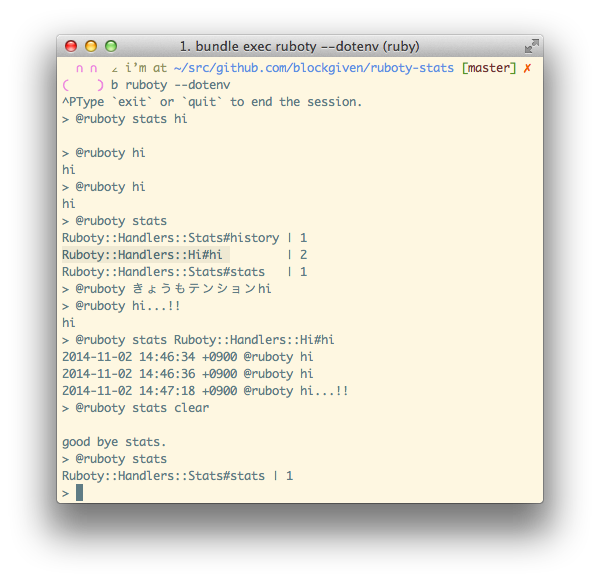 1. bundle exec ruboty --dotenv (ruby)
∩ ∩ ∠ i’m at ~/src/github.com/blockgiven/ruboty-stats [master] ✗
(    ) b ruboty --dotenv
^PType `exit` or `quit` to end the session.
> @ruboty stats hi
> @ruboty hi
hi
> @ruboty hi
hi
> @ruboty stats
Ruboty::Handlers::Stats#history | 1
Ruboty::Handlers::Hi#hi         | 2
Ruboty::Handlers::Stats#stats   | 1
> @ruboty きょうもテンションhi
> @ruboty hi...!!
hi
> @ruboty stats Ruboty::Handlers::Hi#hi
2014-11-02 14:46:34 +0900 @ruboty hi
2014-11-02 14:46:36 +0900 @ruboty hi
2014-11-02 14:47:18 +0900 @ruboty hi...!!
> @ruboty stats clear
good bye stats.
> @ruboty stats
Ruboty::Handlers::Stats#stats | 1
>